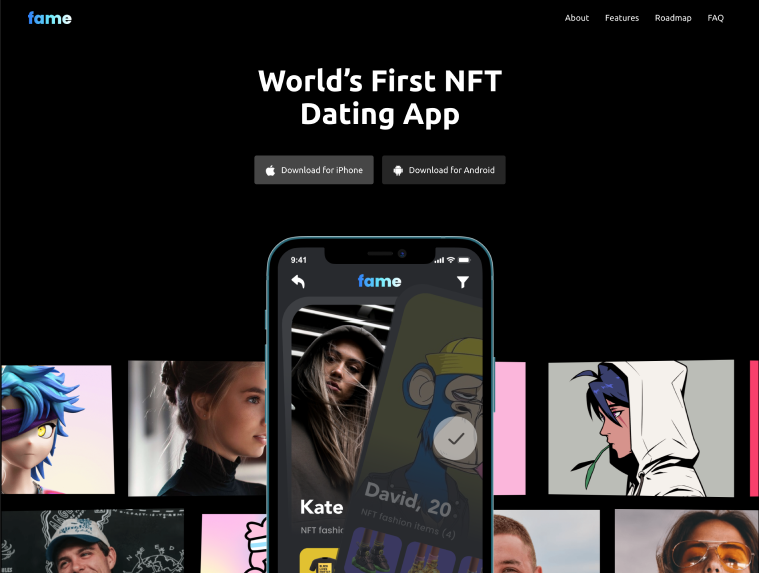 fame
About Features Roadmap FAQ
World's First NFT
Dating App
Download for iPhone
Download for Android
9:41
fame
Kate
David, 20
NFT fashion items (4)
NFT fashio